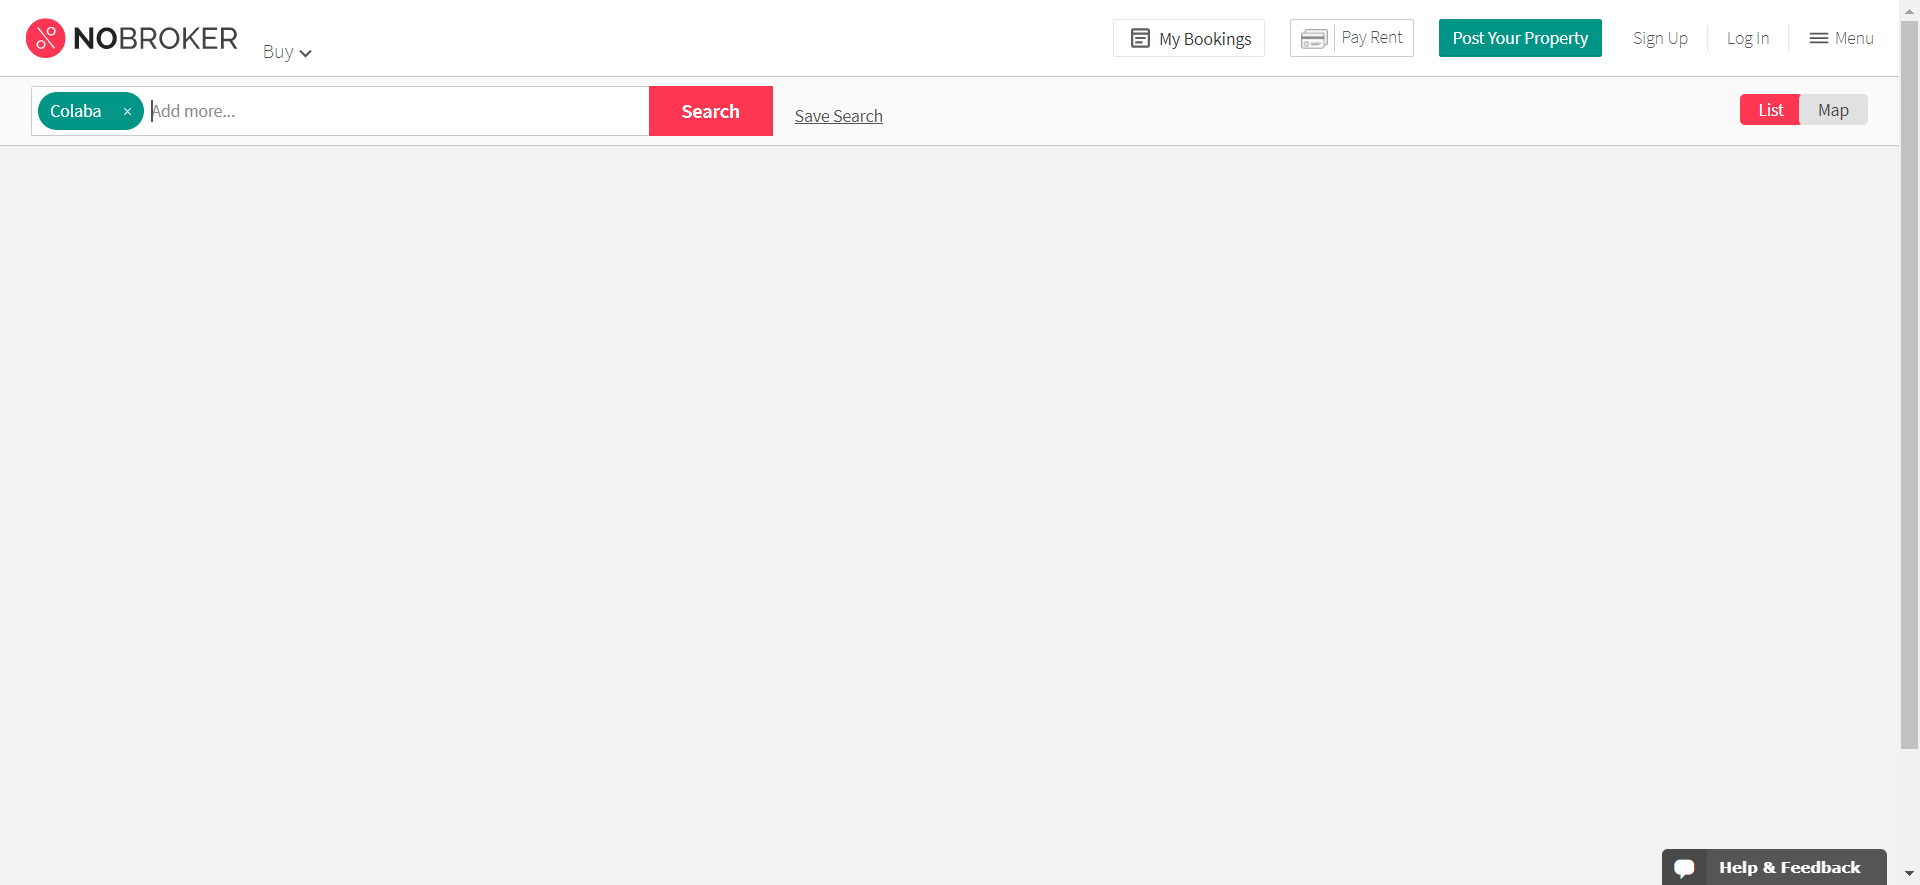 NOBROKER
Buy
My Bookings
Pay Rent
Post Your Property
Sign Up
Log In
Menu
Colaba ×
Add more...
Search
Save Search
List
Map
Help & Feedback